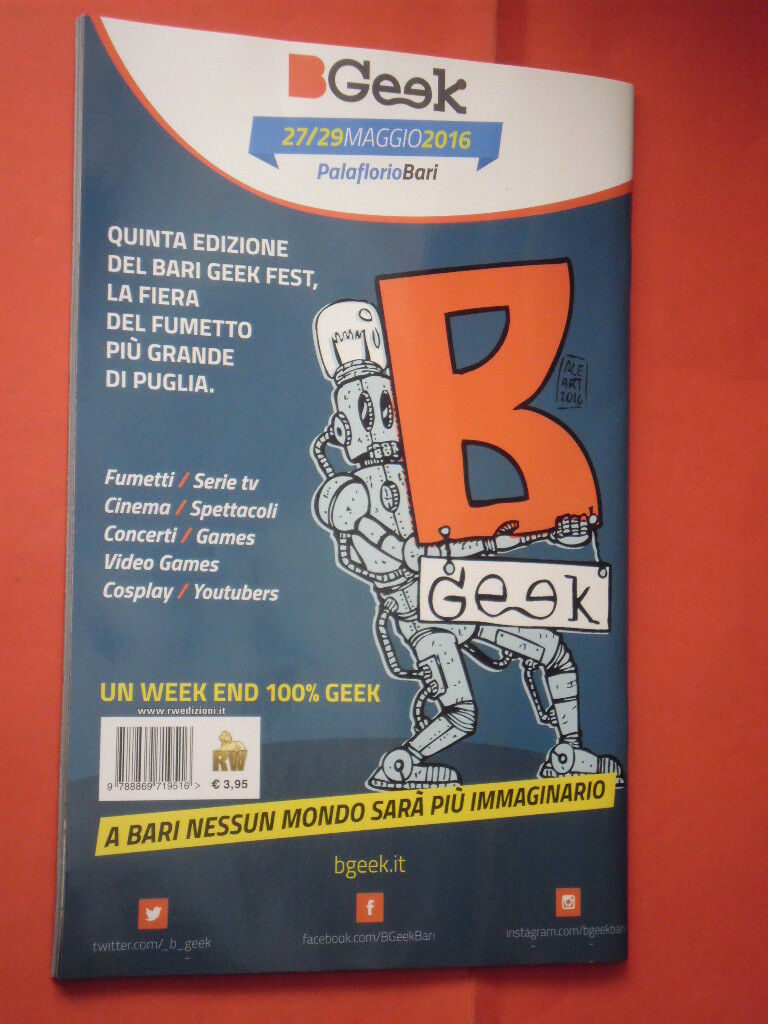 BGeek
27/29MAGGIO2016
PalaflorioBari
QUINTA EDIZIONE
DEL BARI GEEK FEST,
LA FIERA
DEL FUMETTO
PIÙ GRANDE
DI PUGLIA.
B
ALE
ART
2016
Geek
Fumetti / Serie tv
Cinema / Spettacoli
Concerti / Games
Video Games
Cosplay / Youtubers
UN WEEK END 100% GEEK
www.rwedizioni.it
RW
9 788869 719516 >
€ 3,95
A BARI NESSUN MONDO SARÀ PIÙ IMMAGINARIO
bgeek.it
twitter.com/_b_geek
facebook.com/BGeekBari
instagram.com/bgeekbari